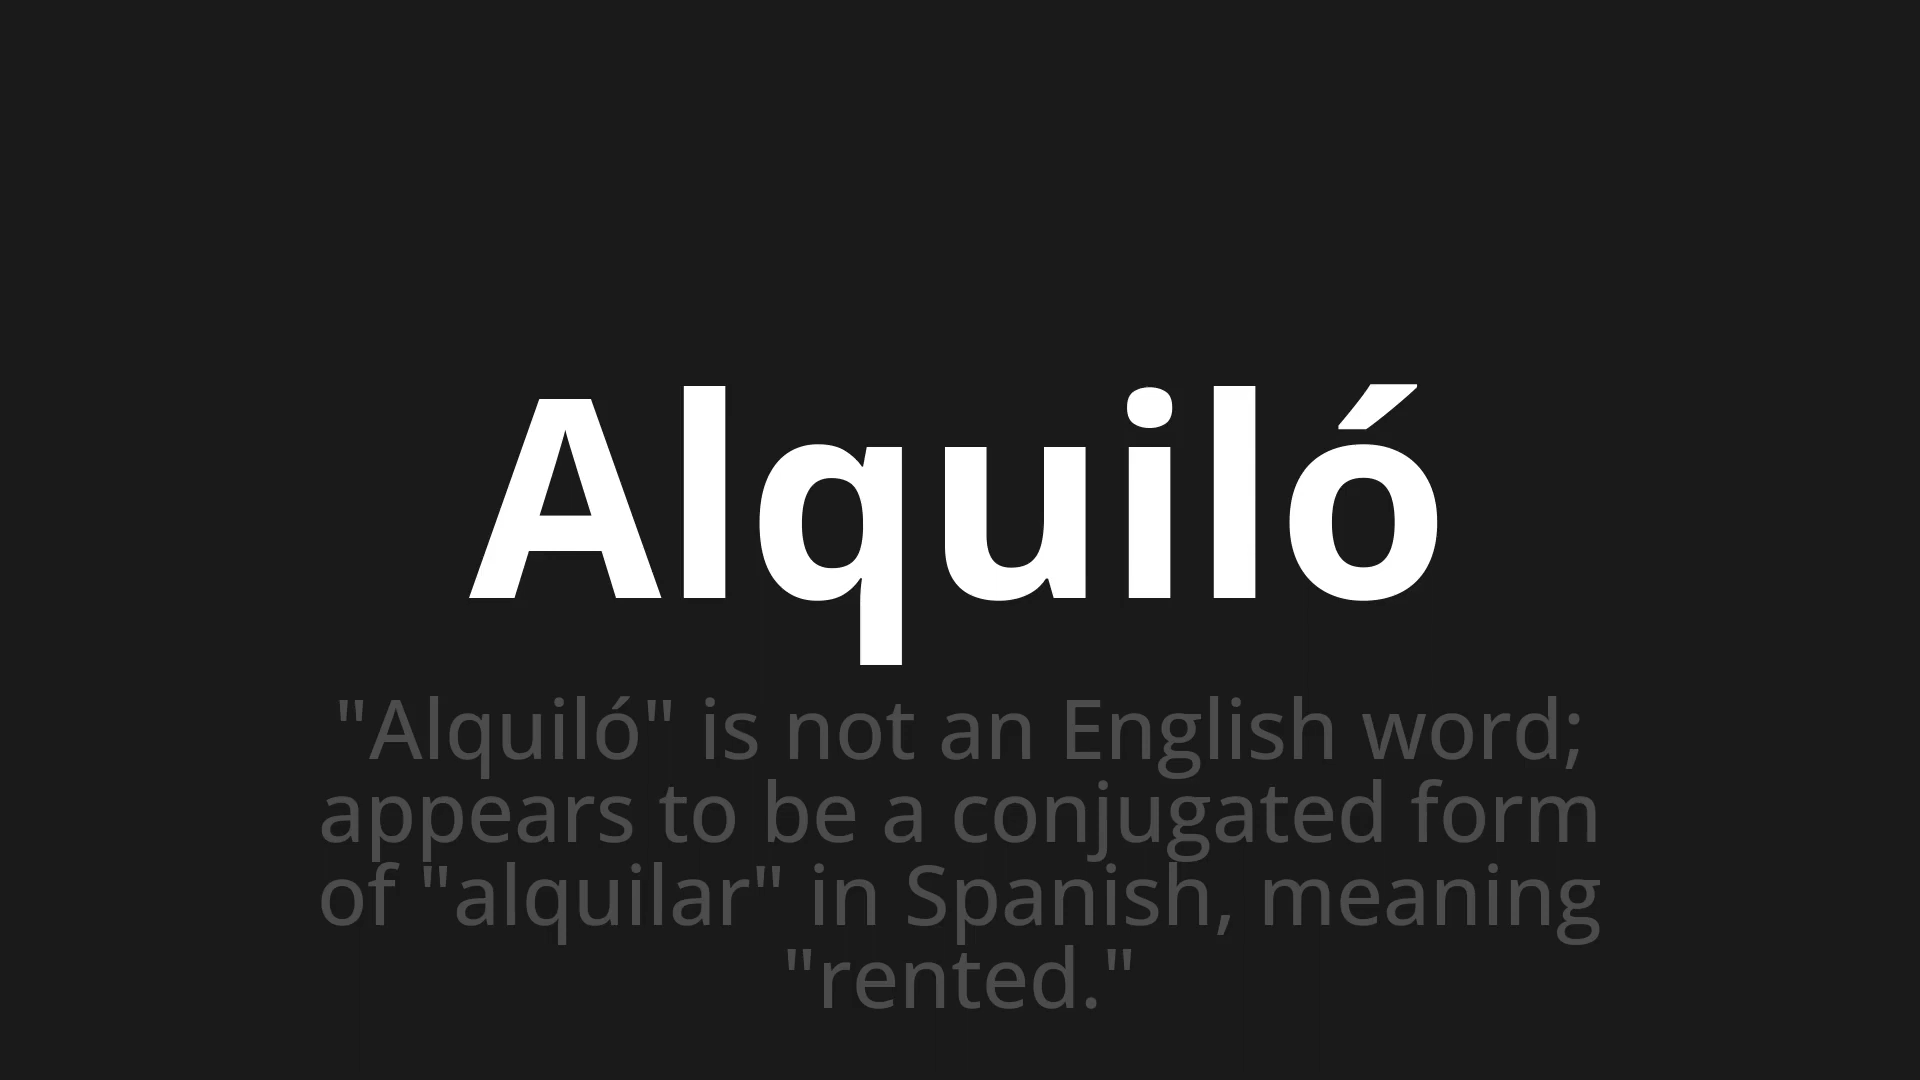 Alquiló
"Alquiló" is not an English word;
appears to be a conjugated form
of "alquilar" in Spanish, meaning
"rented."